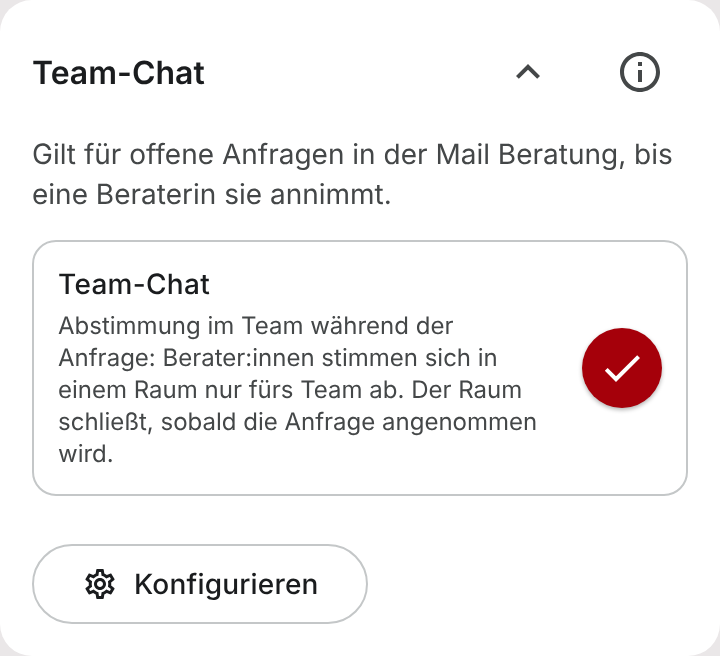 Team-Chat
Gilt für offene Anfragen in der Mail Beratung, bis
eine Beraterin sie annimmt.
Team-Chat
Abstimmung im Team während der
Anfrage: Berater:innen stimmen sich in
einem Raum nur fürs Team ab. Der Raum
schließt, sobald die Anfrage angenommen
wird.
Konfigurieren